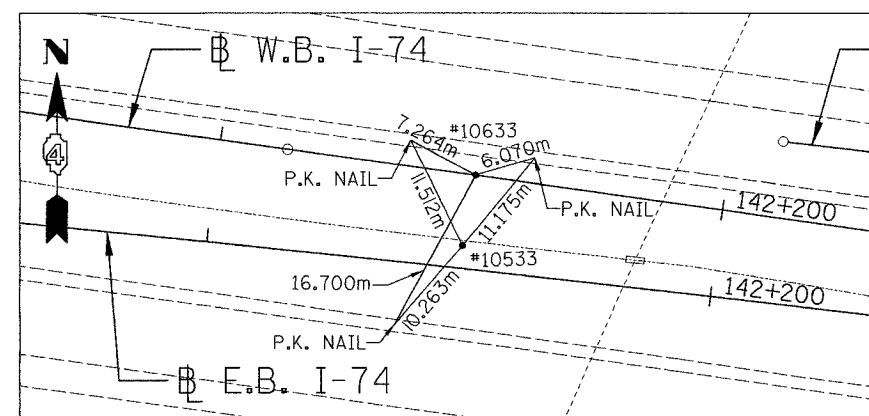 N
4
℄ W.B. I-74
7.264m
#10633
6.070m
P.K. NAIL
P.K. NAIL
11.512m
11.175m
#10533
16.700m
10.263m
P.K. NAIL
142+200
142+200
℄ E.B. I-74